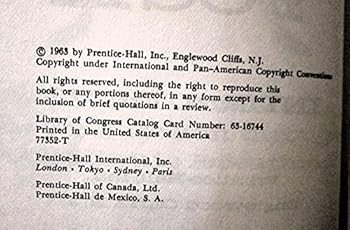 © 1963 by Prentice-Hall, Inc., Englewood Cliffs, N.J.
Copyright under International and Pan-American Copyright Conventions
All rights reserved, including the right to reproduce this
book, or any portions thereof, in any form except for the
inclusion of brief quotations in a review.
Library of Congress Catalog Card Number: 63-16744
Printed in the United States of America
77352-T
Prentice-Hall International, Inc.
London · Tokyo · Sydney · Paris
Prentice-Hall of Canada, Ltd.
Prentice-Hall de Mexico, S. A.